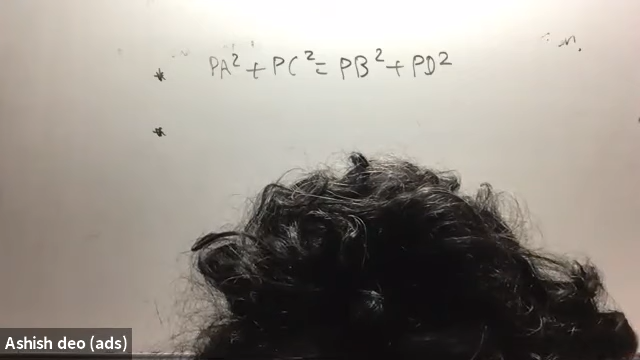 * PA² + PC² = PB² + PD²
*
Ashish deo (ads)